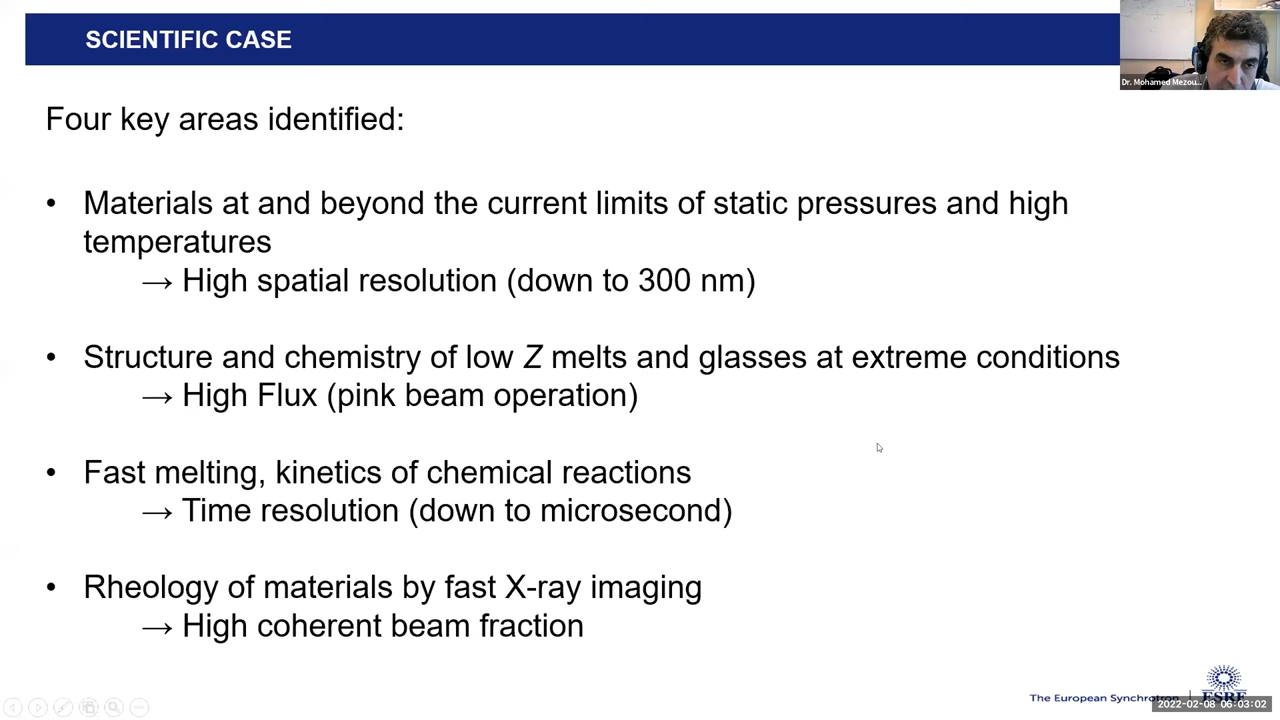 SCIENTIFIC CASE
Dr. Mohamed Mezou...
Four key areas identified:
• Materials at and beyond the current limits of static pressures and high
temperatures
→ High spatial resolution (down to 300 nm)
• Structure and chemistry of low Z melts and glasses at extreme conditions
→ High Flux (pink beam operation)
• Fast melting, kinetics of chemical reactions
→ Time resolution (down to microsecond)
• Rheology of materials by fast X-ray imaging
→ High coherent beam fraction
The European Synchrotron | ESRF
2022-02-08 06:03:02